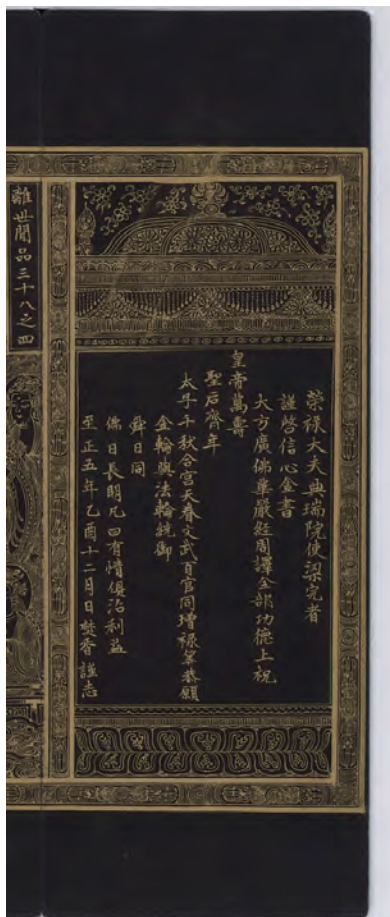 榮祿大夫典瑞院使梁完者
謹啓信心金書
大方廣佛華嚴經周譯全部功德上祝
皇帝萬壽
聖后齊年
太子千秋合宮天眷文武百官同增祿筭恭願
金輪與法輪統御
舜日同
佛日長明凡曰有情俱沾利益
至正五年乙酉十二月日焚香謹志
離世間品三十八之四